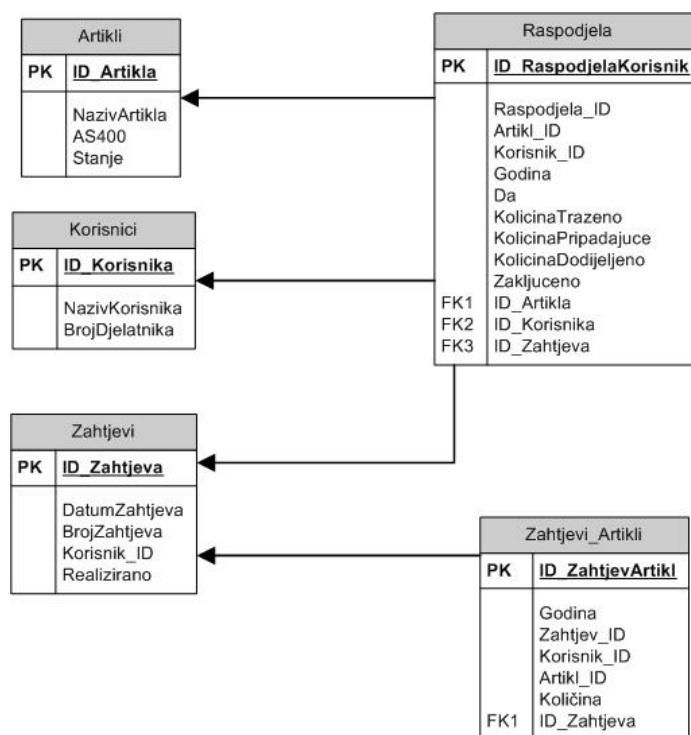 Artikli
PK ID_Artikla
NazivArtikla
AS400
Stanje
Raspodjela
PK ID_RaspodjelaKorisnik
Raspodjela_ID
Artikl_ID
Korisnik_ID
Godina
Da
KolicinaTrazeno
KolicinaPripadajuce
KolicinaDodijeljeno
Zakljuceno
FK1 ID_Artikla
FK2 ID_Korisnika
FK3 ID_Zahtjeva
Korisnici
PK ID_Korisnika
NazivKorisnika
BrojDjelatnika
Zahtjevi
PK ID_Zahtjeva
DatumZahtjeva
BrojZahtjeva
Korisnik_ID
Realizirano
Zahtjevi_Artikli
PK ID_ZahtjevArtikl
Godina
Zahtjev_ID
Korisnik_ID
Artikl_ID
Količina
FK1 ID_Zahtjeva